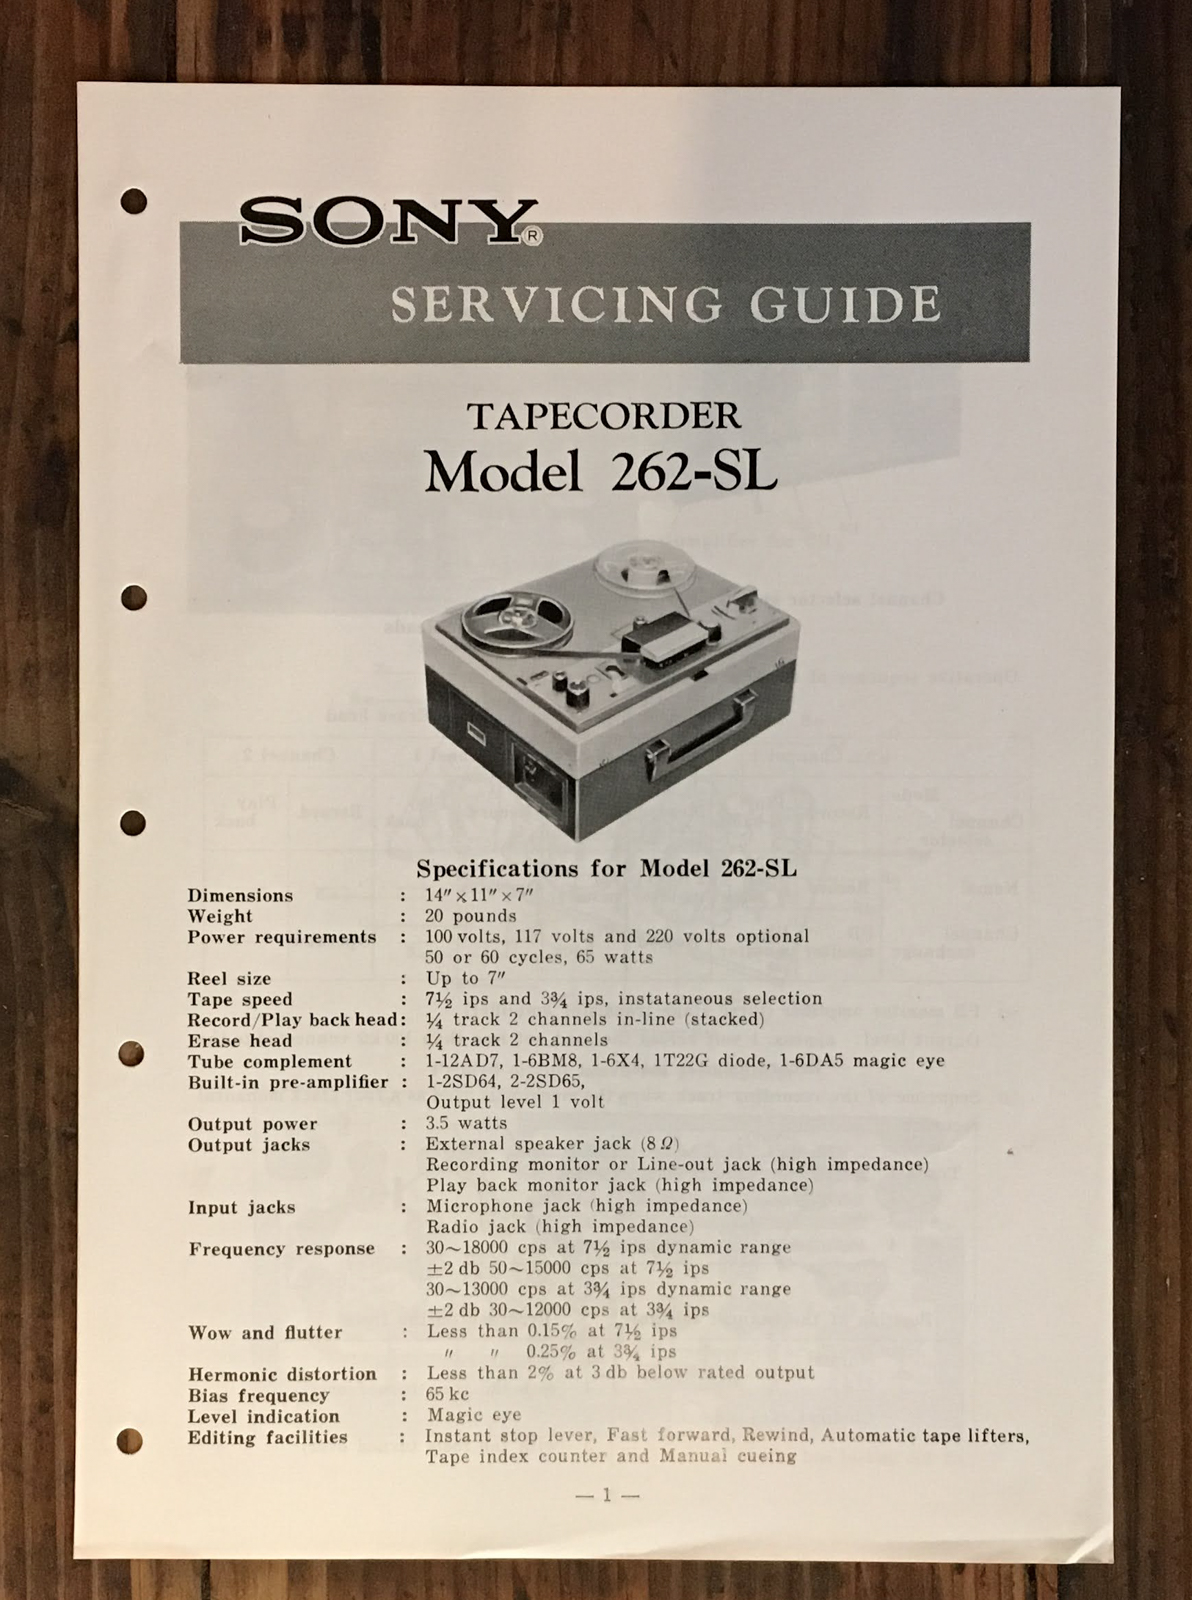 SONY®
SERVICING GUIDE
TAPECORDER
Model 262-SL
Specifications for Model 262-SL
Dimensions : 14″×11″×7″
Weight : 20 pounds
Power requirements : 100 volts, 117 volts and 220 volts optional
50 or 60 cycles, 65 watts
Reel size : Up to 7″
Tape speed : 7½ ips and 3¾ ips, instataneous selection
Record/Play back head: ¼ track 2 channels in-line (stacked)
Erase head : ¼ track 2 channels
Tube complement : 1-12AD7, 1-6BM8, 1-6X4, 1T22G diode, 1-6DA5 magic eye
Built-in pre-amplifier : 1-2SD64, 2-2SD65,
Output level 1 volt
Output power : 3.5 watts
Output jacks : External speaker jack (8Ω)
Recording monitor or Line-out jack (high impedance)
Play back monitor jack (high impedance)
Input jacks : Microphone jack (high impedance)
Radio jack (high impedance)
Frequency response : 30~18000 cps at 7½ ips dynamic range
±2 db 50~15000 cps at 7½ ips
30~13000 cps at 3¾ ips dynamic range
±2 db 30~12000 cps at 3¾ ips
Wow and flutter : Less than 0.15% at 7½ ips
〃 〃 0.25% at 3¾ ips
Hermonic distortion : Less than 2% at 3 db below rated output
Bias frequency : 65 kc
Level indication : Magic eye
Editing facilities : Instant stop lever, Fast forward, Rewind, Automatic tape lifters,
Tape index counter and Manual cueing
— 1 —